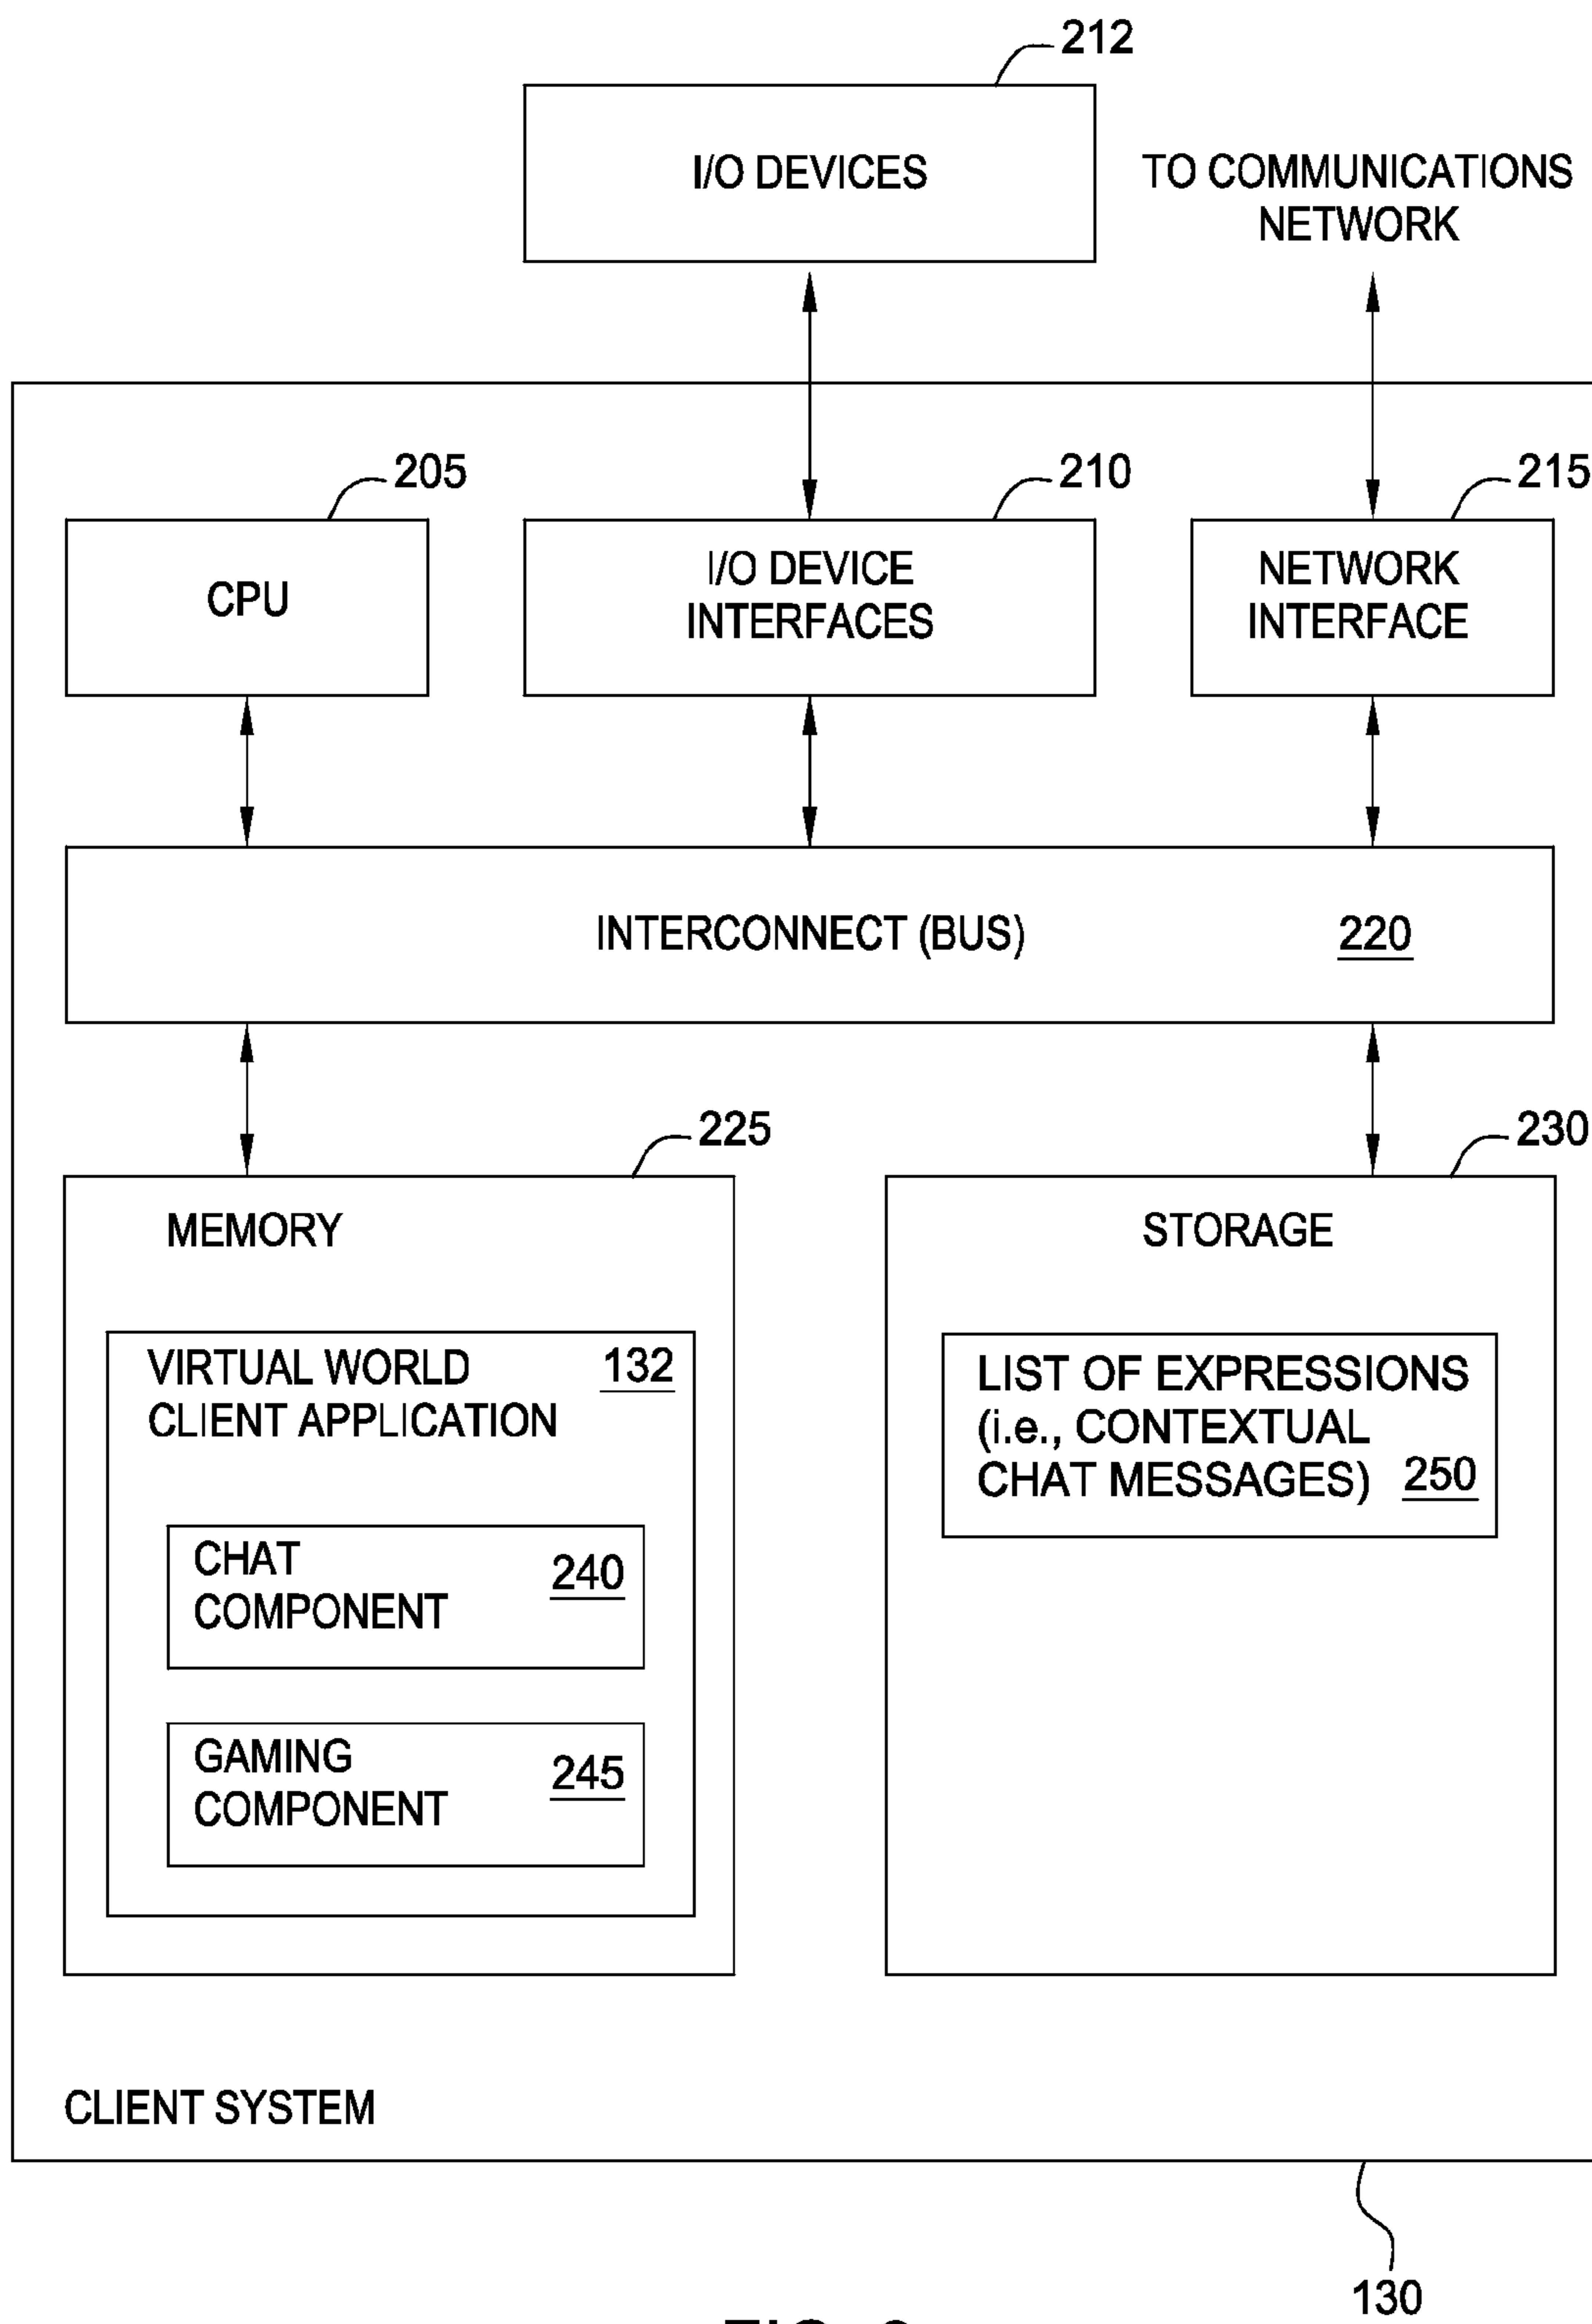 212
I/O DEVICES
TO COMMUNICATIONS
NETWORK
205
210
215
CPU
I/O DEVICE
INTERFACES
NETWORK
INTERFACE
INTERCONNECT (BUS)
220
225
230
MEMORY
VIRTUAL WORLD
CLIENT APPLICATION
132
CHAT
COMPONENT
240
GAMING
COMPONENT
245
STORAGE
LIST OF EXPRESSIONS
(i.e., CONTEXTUAL
CHAT MESSAGES)
250
CLIENT SYSTEM
130